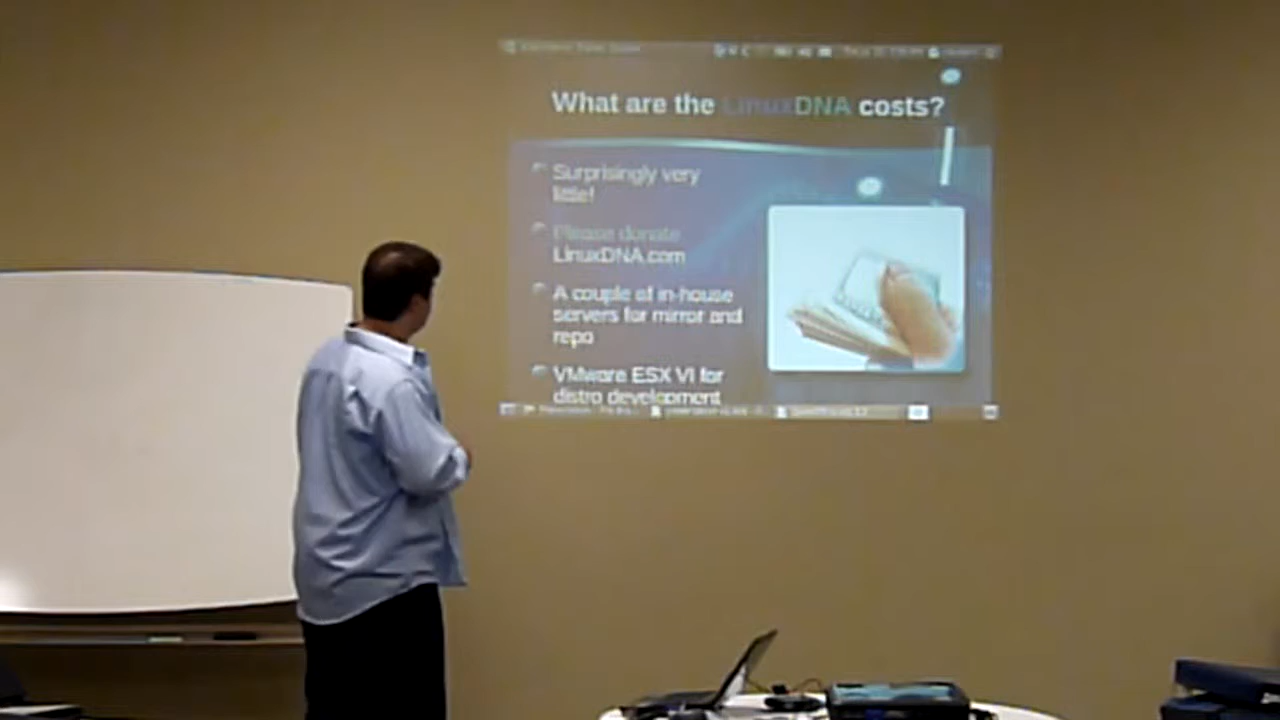 What are the LinuxDNA costs?
Surprisingly very
little!
Please donate
LinuxDNA.com
A couple of in-house
servers for mirror and
repo
VMware ESX VI for
distro development